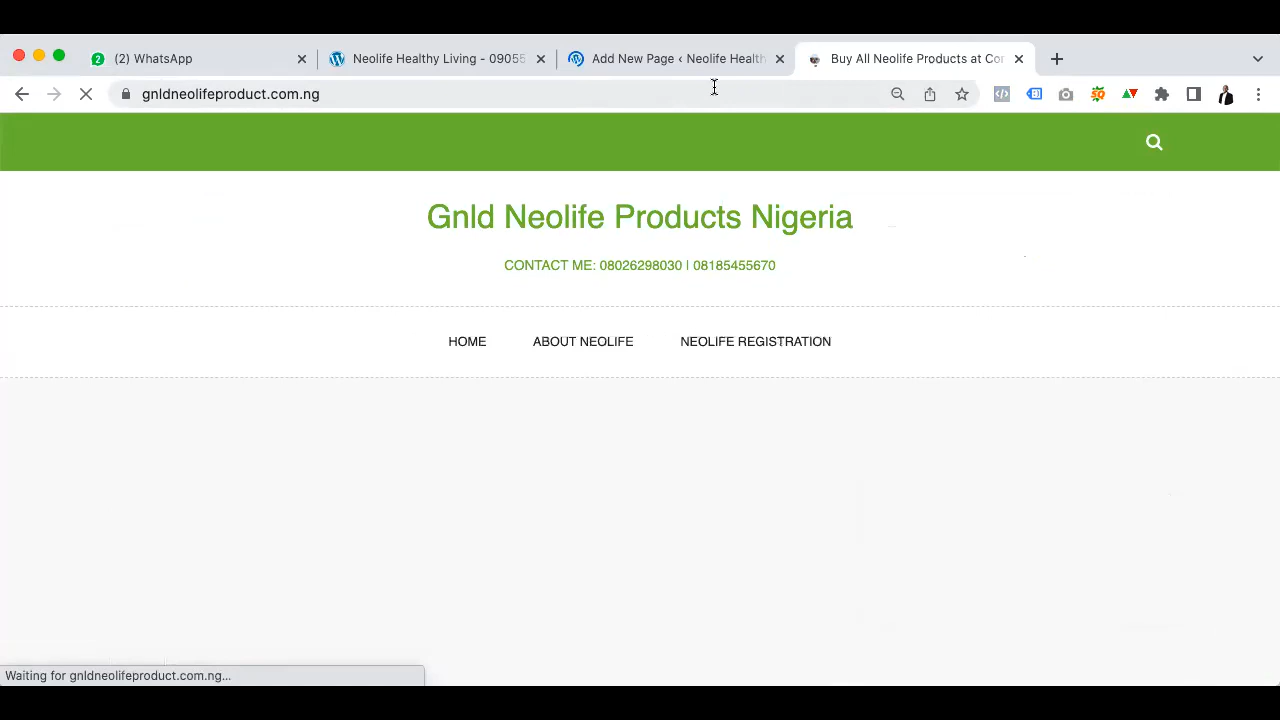 2 (2) WhatsApp Neolife Healthy Living - 09055 Add New Page ‹ Neolife Health Buy All Neolife Products at Cor
gnldneolifeproduct.com.ng
Gnld Neolife Products Nigeria
CONTACT ME: 08026298030 | 08185455670
HOME ABOUT NEOLIFE NEOLIFE REGISTRATION
Waiting for gnldneolifeproduct.com.ng...